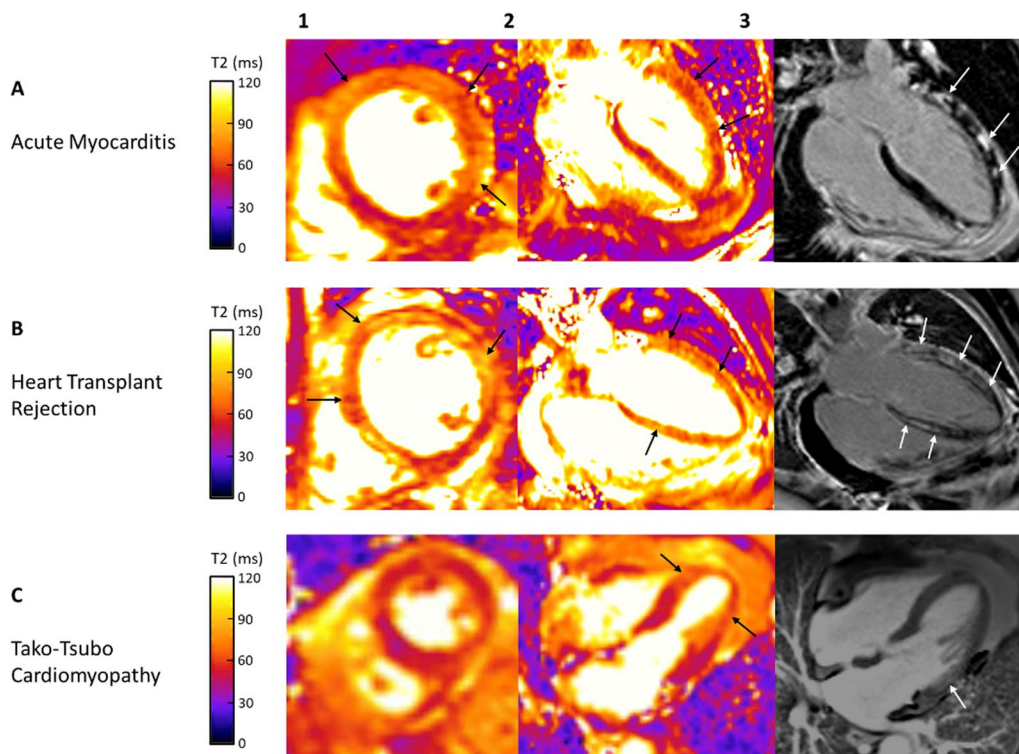 1 2 3
A
Acute Myocarditis
T2 (ms)
120
90
60
30
0
B
Heart Transplant
Rejection
T2 (ms)
120
90
60
30
0
C
Tako-Tsubo
Cardiomyopathy
T2 (ms)
120
90
60
30
0